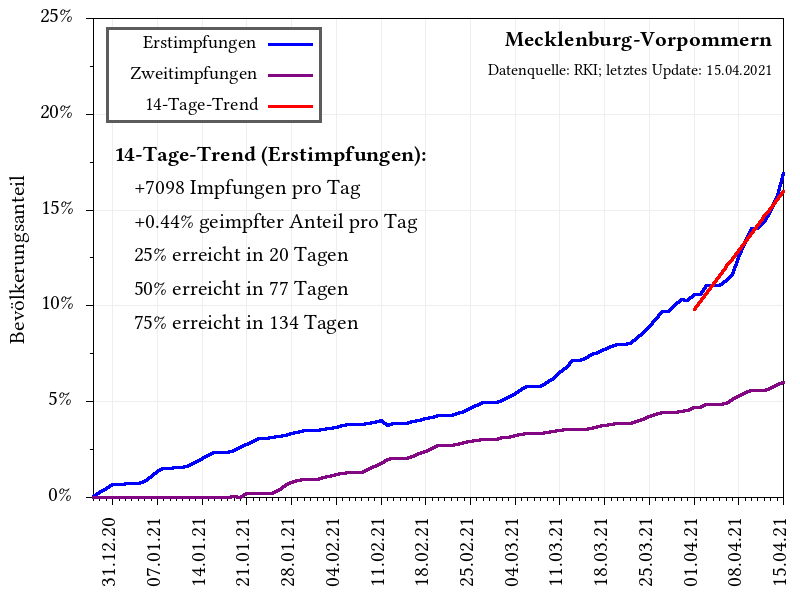 25%
20%
15%
10%
5%
0%
Bevölkerungsanteil
Erstimpfungen
Zweitimpfungen
14-Tage-Trend
Mecklenburg-Vorpommern
Datenquelle: RKI; letztes Update: 15.04.2021
14-Tage-Trend (Erstimpfungen):
+7098 Impfungen pro Tag
+0.44% geimpfter Anteil pro Tag
25% erreicht in 20 Tagen
50% erreicht in 77 Tagen
75% erreicht in 134 Tagen
31.12.20
07.01.21
14.01.21
21.01.21
28.01.21
04.02.21
11.02.21
18.02.21
25.02.21
04.03.21
11.03.21
18.03.21
25.03.21
01.04.21
08.04.21
15.04.21